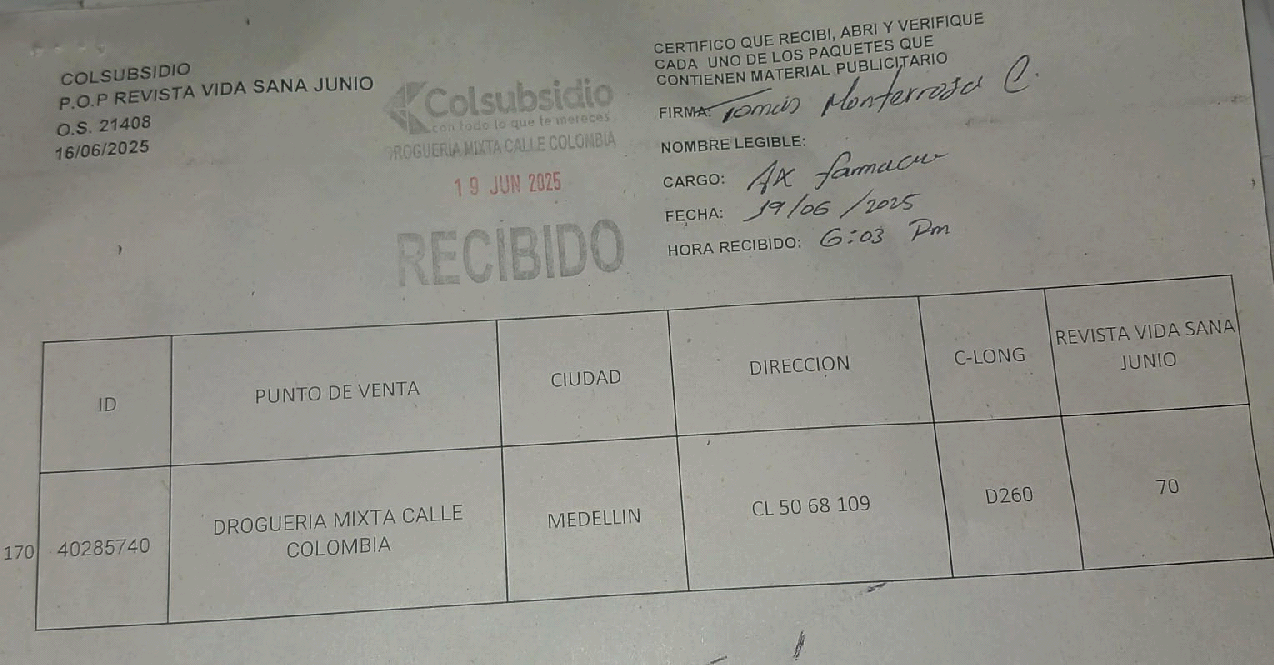 COLSUBSIDIO
P.O.P REVISTA VIDA SANA JUNIO
O.S. 21408
16/06/2025
Colsubsidio
con todo lo que te mereces
DROGUERIA MIXTA CALLE COLOMBIA
19 JUN 2025
RECIBIDO
CERTIFICO QUE RECIBI, ABRI Y VERIFIQUE
CADA UNO DE LOS PAQUETES QUE
CONTIENEN MATERIAL PUBLICITARIO
FIRMA: Tomás Monterrosa C.
NOMBRE LEGIBLE:
CARGO: Ax
FECHA: 19/06/2025
HORA RECIBIDO: 6:03 Pm
ID PUNTO DE VENTA CIUDAD DIRECCION C-LONG REVISTA VIDA SANA JUNIO
170 40285740 DROGUERIA MIXTA CALLE COLOMBIA MEDELLIN CL 50 68 109 D260 70